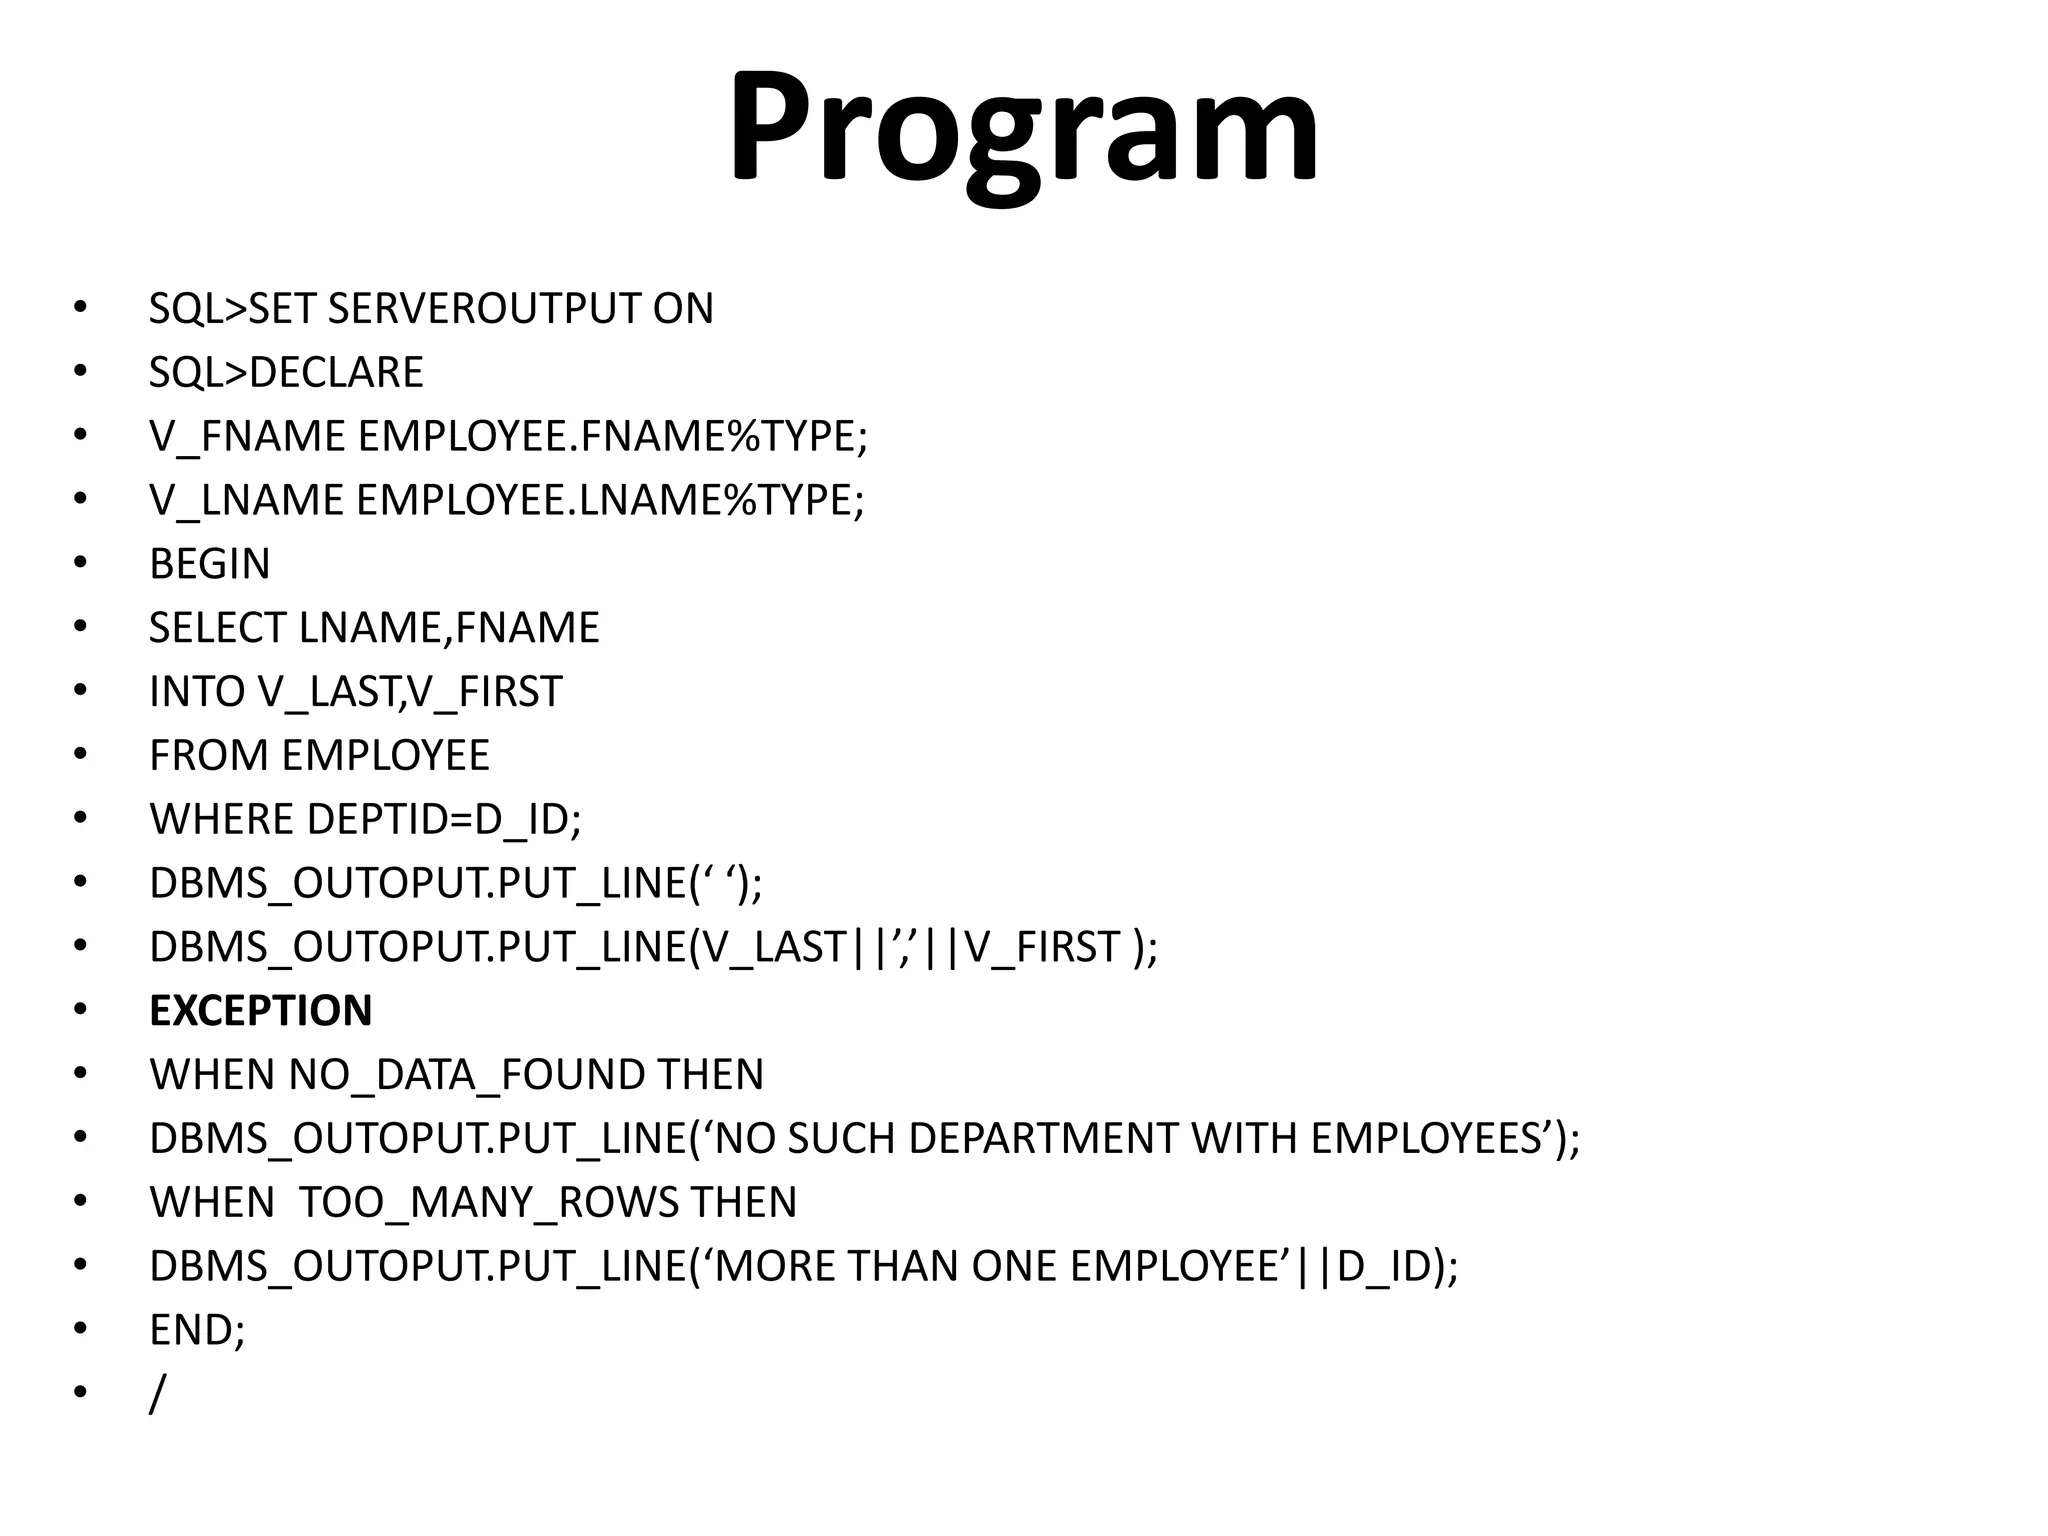 Program
• SQL>SET SERVEROUTPUT ON
• SQL>DECLARE
• V_FNAME EMPLOYEE.FNAME%TYPE;
• V_LNAME EMPLOYEE.LNAME%TYPE;
• BEGIN
• SELECT LNAME,FNAME
• INTO V_LAST,V_FIRST
• FROM EMPLOYEE
• WHERE DEPTID=D_ID;
• DBMS_OUTOPUT.PUT_LINE(‘ ‘);
• DBMS_OUTOPUT.PUT_LINE(V_LAST||’,’||V_FIRST );
• EXCEPTION
• WHEN NO_DATA_FOUND THEN
• DBMS_OUTOPUT.PUT_LINE(‘NO SUCH DEPARTMENT WITH EMPLOYEES’);
• WHEN  TOO_MANY_ROWS THEN
• DBMS_OUTOPUT.PUT_LINE(‘MORE THAN ONE EMPLOYEE’||D_ID);
• END;
• /